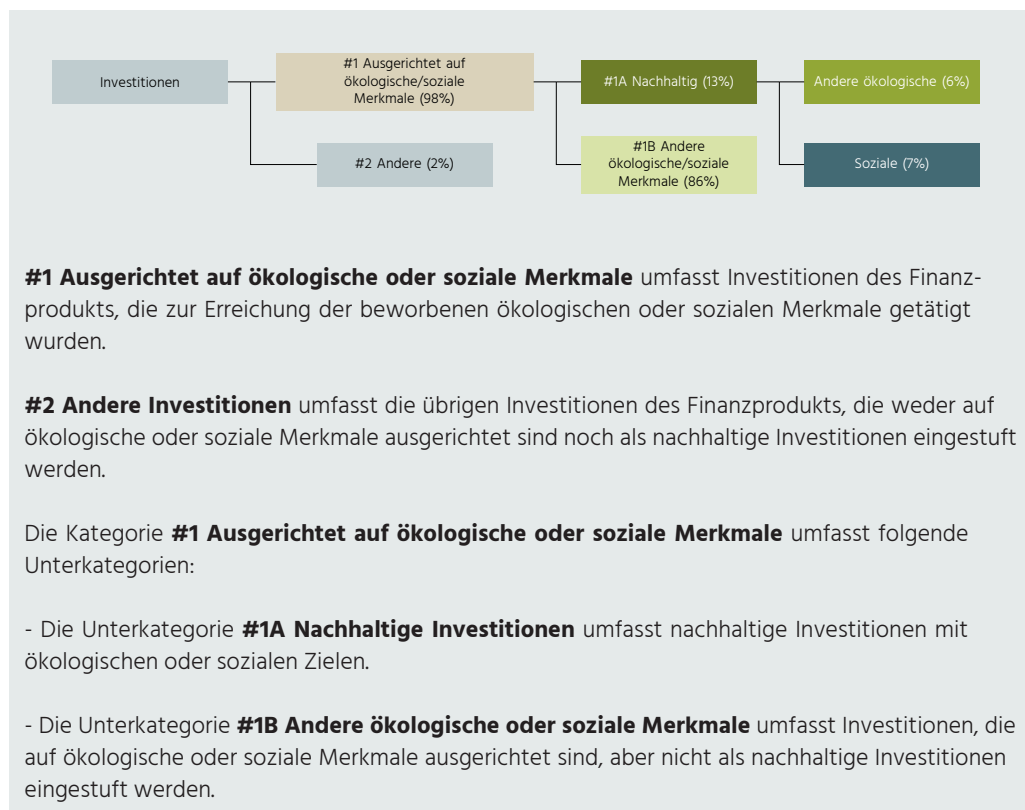 Investitionen
#1 Ausgerichtet auf
ökologische/soziale
Merkmale (98%)
#1A Nachhaltig (13%)
Andere ökologische (6%)
#2 Andere (2%)
#1B Andere
ökologische/soziale
Merkmale (86%)
Soziale (7%)
#1 Ausgerichtet auf ökologische oder soziale Merkmale umfasst Investitionen des Finanz-
produkts, die zur Erreichung der beworbenen ökologischen oder sozialen Merkmale getätigt
wurden.
#2 Andere Investitionen umfasst die übrigen Investitionen des Finanzprodukts, die weder auf
ökologische oder soziale Merkmale ausgerichtet sind noch als nachhaltige Investitionen eingestuft
werden.
Die Kategorie #1 Ausgerichtet auf ökologische oder soziale Merkmale umfasst folgende
Unterkategorien:
- Die Unterkategorie #1A Nachhaltige Investitionen umfasst nachhaltige Investitionen mit
ökologischen oder sozialen Zielen.
- Die Unterkategorie #1B Andere ökologische oder soziale Merkmale umfasst Investitionen, die
auf ökologische oder soziale Merkmale ausgerichtet sind, aber nicht als nachhaltige Investitionen
eingestuft werden.